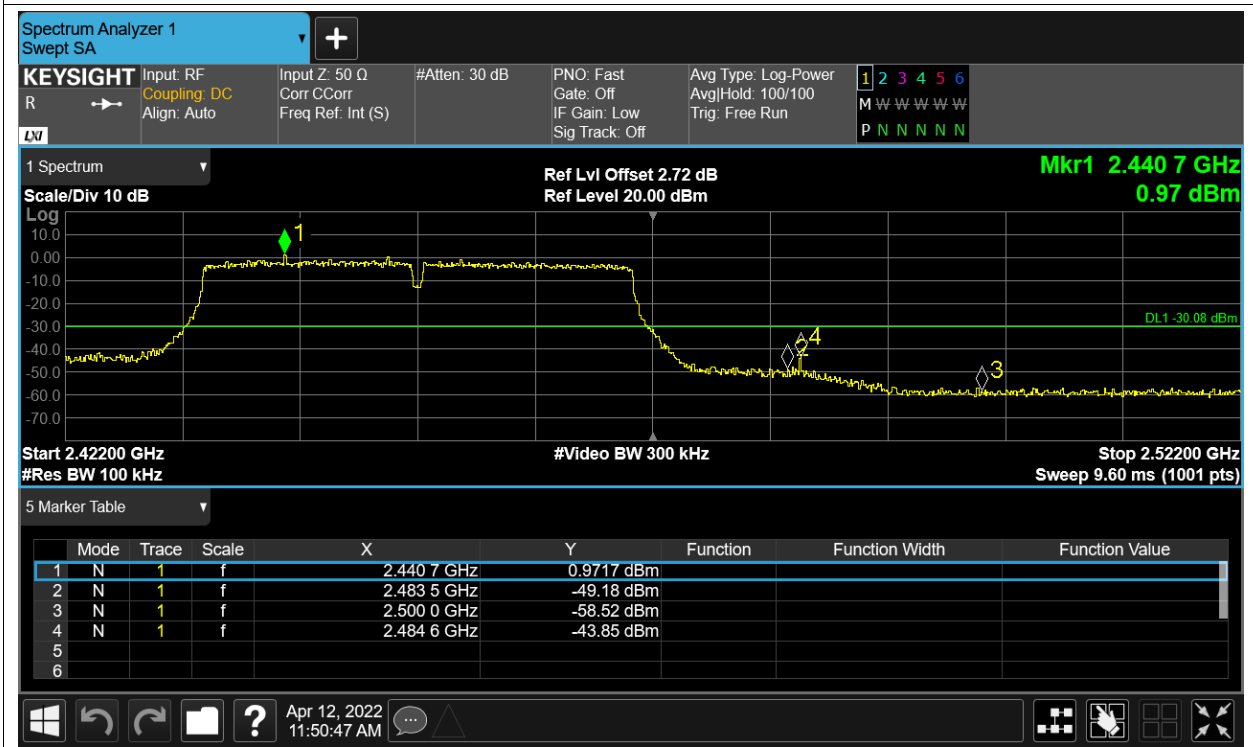 Spectrum Analyzer 1
Swept SA
+
KEYSIGHT Input: RF Input Z: 50 Ω #Atten: 30 dB PNO: Fast Avg Type: Log-Power 1 2 3 4 5 6
R Coupling: DC Corr CCorr Gate: Off Avg|Hold: 100/100 M W W W W W W
Align: Auto Freq Ref: Int (S) IF Gain: Low Trig: Free Run
LXI Sig Track: Off P N N N N N N
1 Spectrum Ref Lvl Offset 2.72 dB Mkr1 2.440 7 GHz
Scale/Div 10 dB Ref Level 20.00 dBm 0.97 dBm
Log
10.0
1
0.00
-10.0
-20.0
-30.0
DL1 -30.08 dBm
-40.0
2 4
-50.0
3
-60.0
-70.0
Start 2.42200 GHz #Video BW 300 kHz Stop 2.52200 GHz
#Res BW 100 kHz Sweep 9.60 ms (1001 pts)
5 Marker Table
Mode Trace Scale X Y Function Function Width Function Value
1 N 1 f 2.440 7 GHz 0.9717 dBm
2 N 1 f 2.483 5 GHz -49.18 dBm
3 N 1 f 2.500 0 GHz -58.52 dBm
4 N 1 f 2.484 6 GHz -43.85 dBm
5
6
? Apr 12, 2022
11:50:47 AM